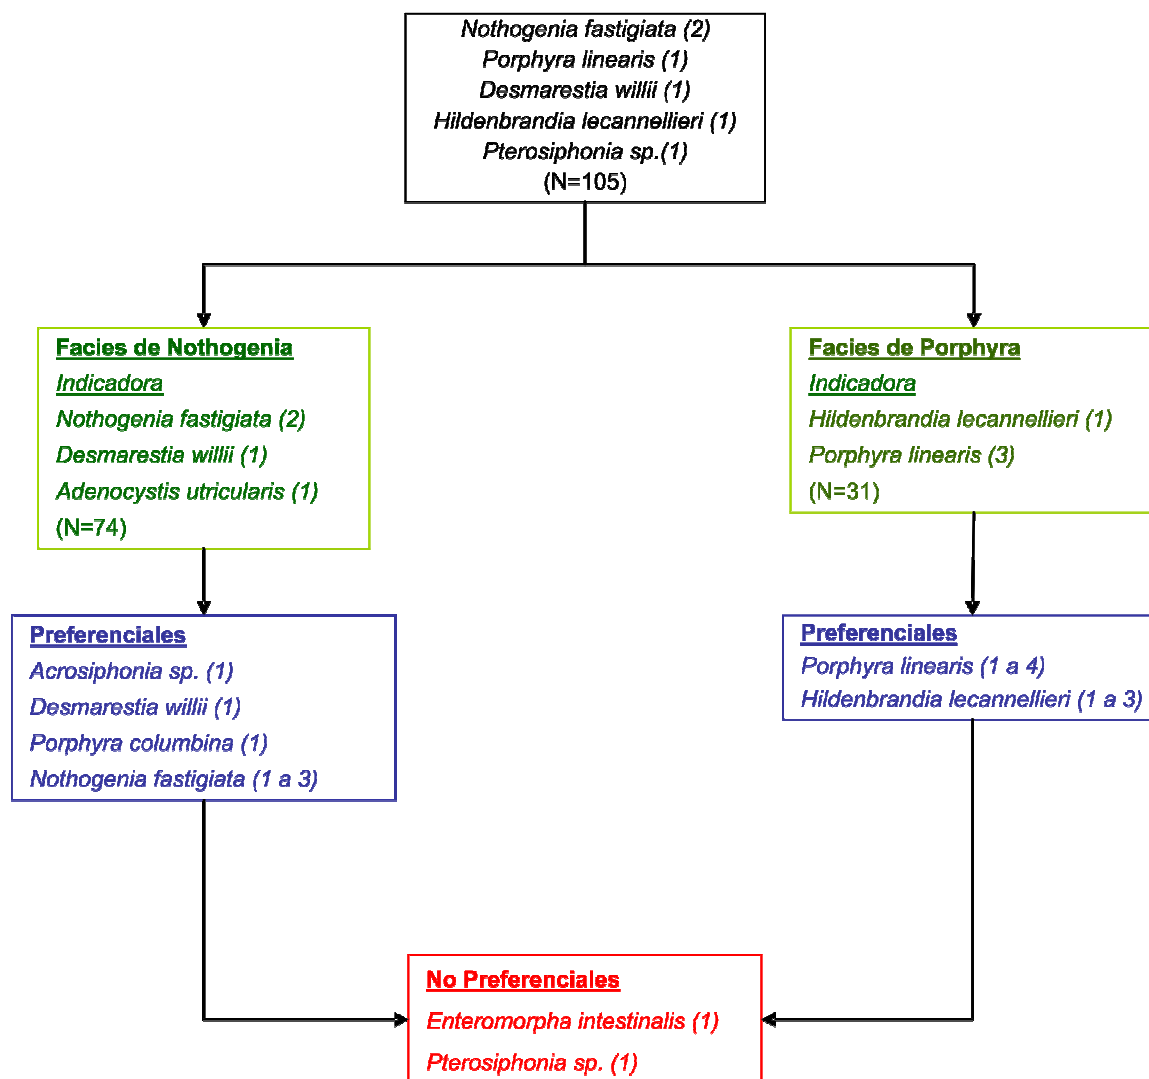 Nothogenia fastigiata (2)
Porphyra linearis (1)
Desmarestia willii (1)
Hildenbrandia lecannellieri (1)
Pterosiphonia sp.(1)
(N=105)
Facies de Nothogenia
Indicadora
Nothogenia fastigiata (2)
Desmarestia willii (1)
Adenocystis utricularis (1)
(N=74)
Facies de Porphyra
Indicadora
Hildenbrandia lecannellieri (1)
Porphyra linearis (3)
(N=31)
Preferenciales
Acrosiphonia sp. (1)
Desmarestia willii (1)
Porphyra columbina (1)
Nothogenia fastigiata (1 a 3)
Preferenciales
Porphyra linearis (1 a 4)
Hildenbrandia lecannellieri (1 a 3)
No Preferenciales
Enteromorpha intestinalis (1)
Pterosiphonia sp. (1)